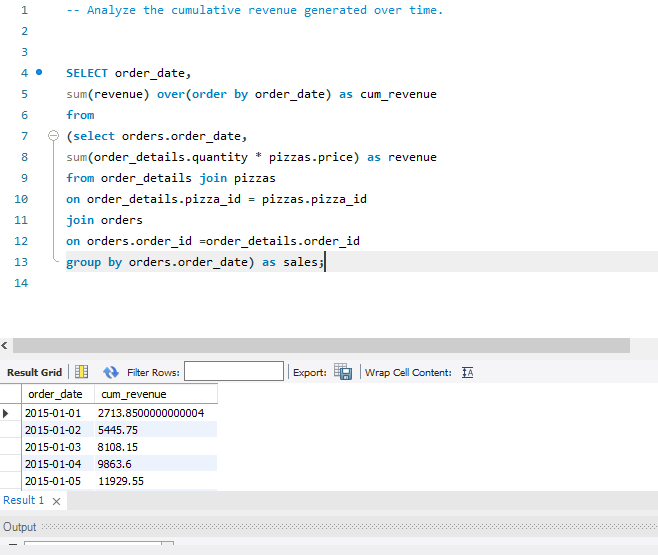 1 -- Analyze the cumulative revenue generated over time.
2
3
4 SELECT order_date,
5 sum(revenue) over(order by order_date) as cum_revenue
6 from
7 (select orders.order_date,
8 sum(order_details.quantity * pizzas.price) as revenue
9 from order_details join pizzas
10 on order_details.pizza_id = pizzas.pizza_id
11 join orders
12 on orders.order_id =order_details.order_id
13 group by orders.order_date) as sales;
14
Result Grid Filter Rows: Export: Wrap Cell Content:
order_date cum_revenue
2015-01-01 2713.8500000000004
2015-01-02 5445.75
2015-01-03 8108.15
2015-01-04 9863.6
2015-01-05 11929.55
Result 1
Output